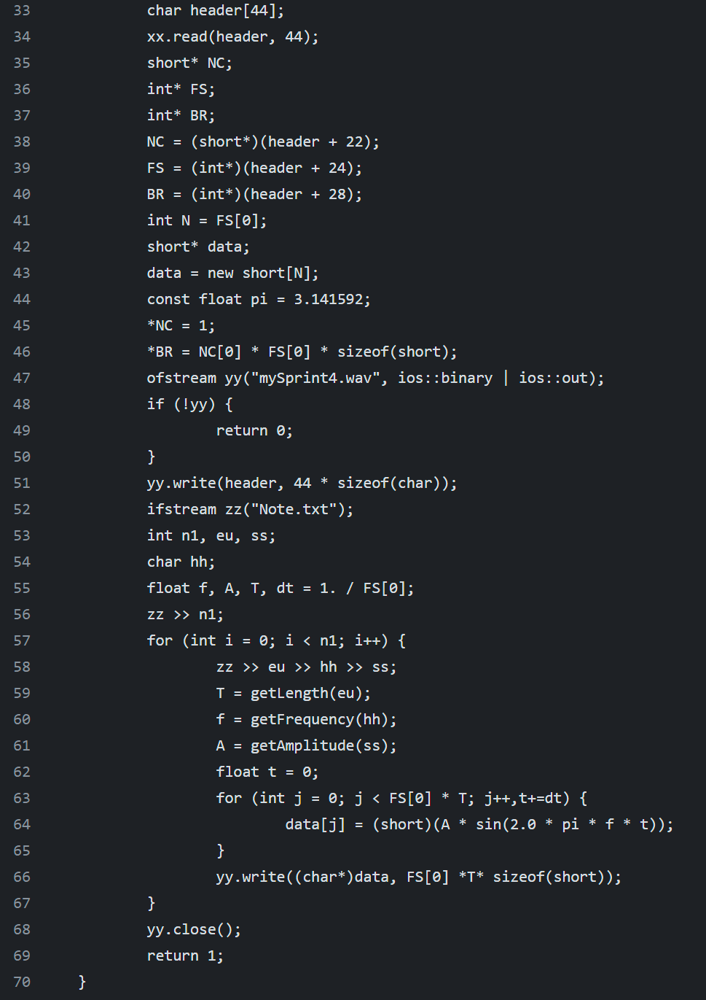 33 char header[44];
34 xx.read(header, 44);
35 short* NC;
36 int* FS;
37 int* BR;
38 NC = (short*)(header + 22);
39 FS = (int*)(header + 24);
40 BR = (int*)(header + 28);
41 int N = FS[0];
42 short* data;
43 data = new short[N];
44 const float pi = 3.141592;
45 *NC = 1;
46 *BR = NC[0] * FS[0] * sizeof(short);
47 ofstream yy("mySprint4.wav", ios::binary | ios::out);
48 if (!yy) {
49 return 0;
50 }
51 yy.write(header, 44 * sizeof(char));
52 ifstream zz("Note.txt");
53 int n1, eu, ss;
54 char hh;
55 float f, A, T, dt = 1. / FS[0];
56 zz >> n1;
57 for (int i = 0; i < n1; i++) {
58 zz >> eu >> hh >> ss;
59 T = getLength(eu);
60 f = getFrequency(hh);
61 A = getAmplitude(ss);
62 float t = 0;
63 for (int j = 0; j < FS[0] * T; j++,t+=dt) {
64 data[j] = (short)(A * sin(2.0 * pi * f * t));
65 }
66 yy.write((char*)data, FS[0] *T* sizeof(short));
67 }
68 yy.close();
69 return 1;
70 }